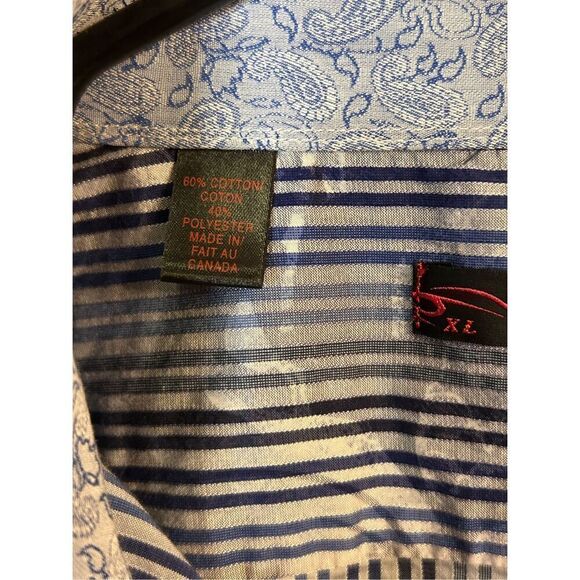 60% COTTON/
COTON
40%
POLYESTER
MADE IN/
FAIT AU
CANADA
XL